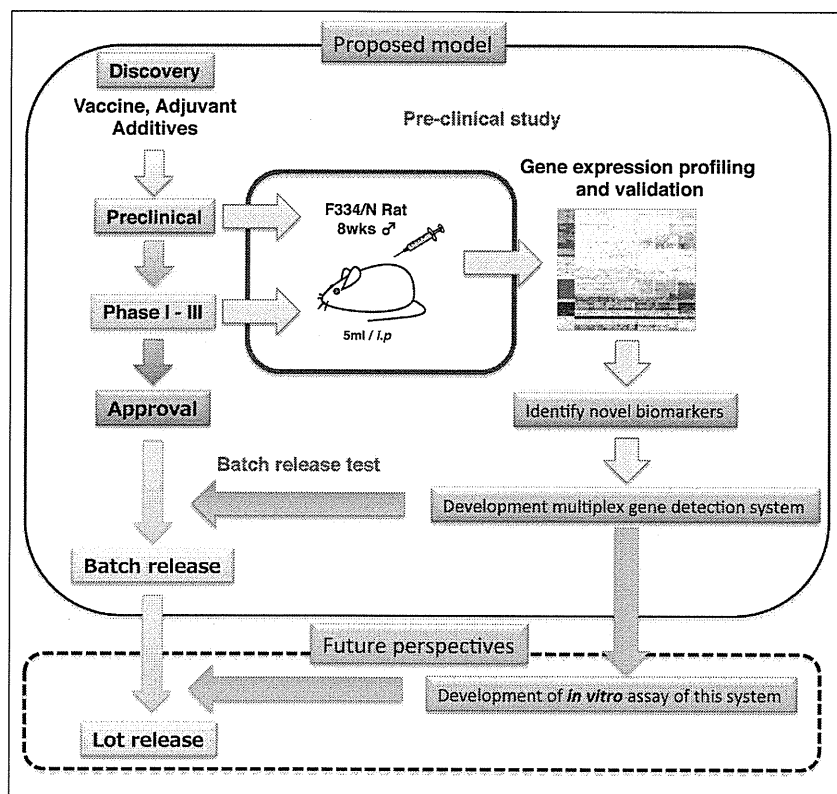 Proposed model
Discovery
Vaccine, Adjuvant
Additives
Pre-clinical study
Gene expression profiling
and validation
Preclinical
F334/N Rat
8wks ♂
5ml / i.p
Phase I - III
Approval
Identify novel biomarkers
Batch release test
Development multiplex gene detection system
Batch release
Future perspectives
Development of in vitro assay of this system
Lot release